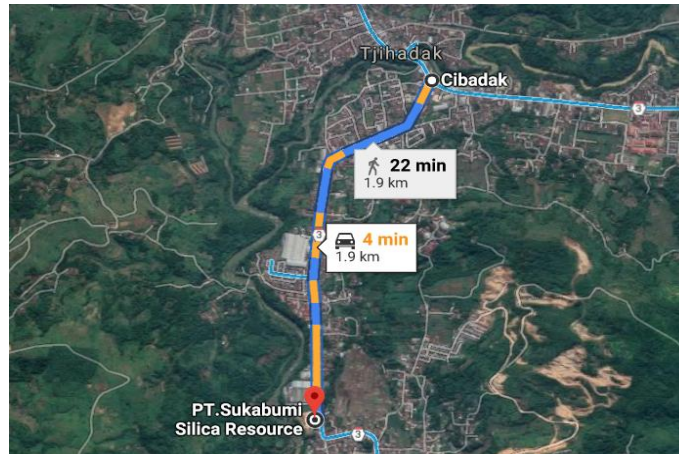 Tjihadak
Cibadak
3
22 min
1.9 km
3
4 min
1.9 km
PT.Sukabumi
Silica Resource
3